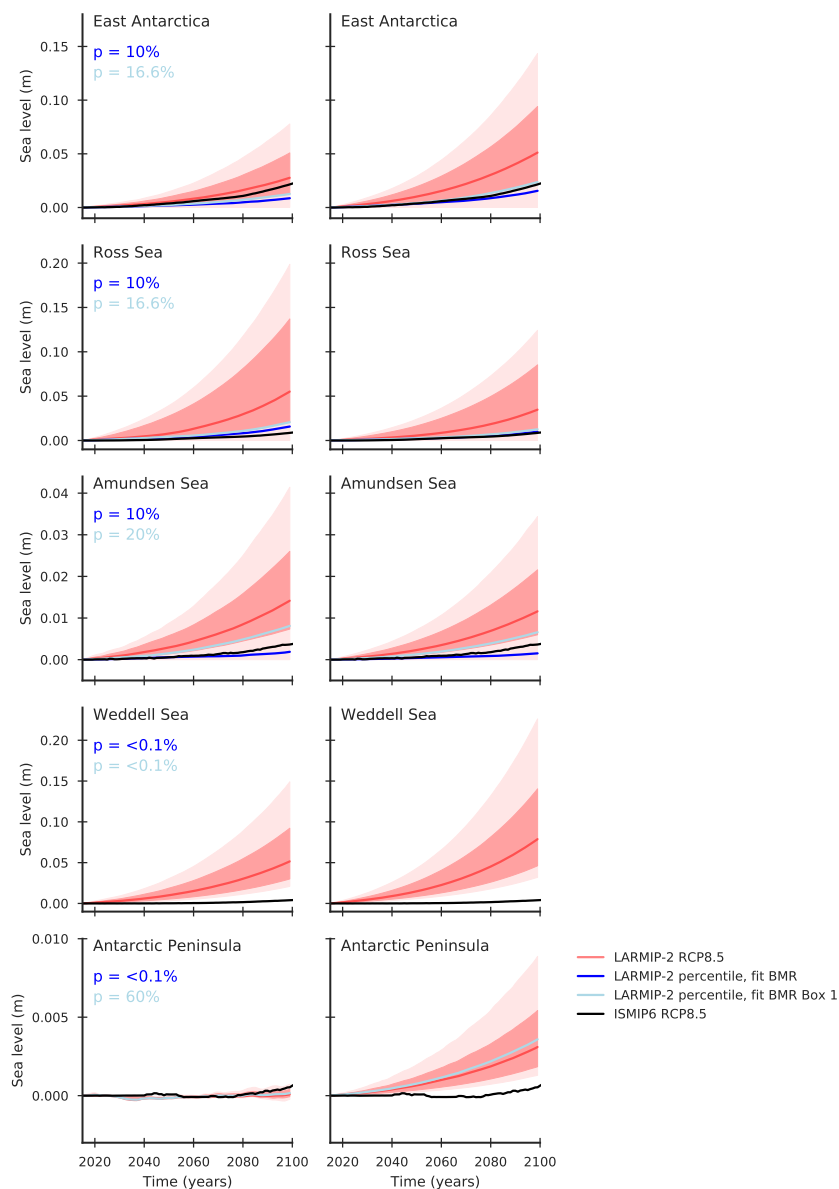 East Antarctica
East Antarctica
p = 10%
p = 16.6%
0.15
0.10
0.05
0.00
Sea level (m)
Ross Sea
Ross Sea
p = 10%
p = 16.6%
0.20
0.15
0.10
0.05
0.00
Sea level (m)
Amundsen Sea
Amundsen Sea
p = 10%
p = 20%
0.04
0.03
0.02
0.01
0.00
Sea level (m)
Weddell Sea
Weddell Sea
p = <0.1%
p = <0.1%
0.20
0.15
0.10
0.05
0.00
Sea level (m)
Antarctic Peninsula
Antarctic Peninsula
p = <0.1%
p = 60%
0.010
0.005
0.000
Sea level (m)
2020 2040 2060 2080 2100
2020 2040 2060 2080 2100
Time (years)
Time (years)
LARMIP-2 RCP8.5
LARMIP-2 percentile, fit BMR
LARMIP-2 percentile, fit BMR Box 1
ISMIP6 RCP8.5